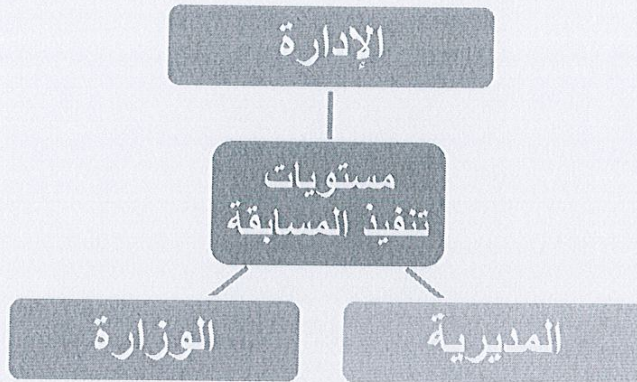 الإدارة
مستويات
تنفيذ المسابقة
المديرية
الوزارة